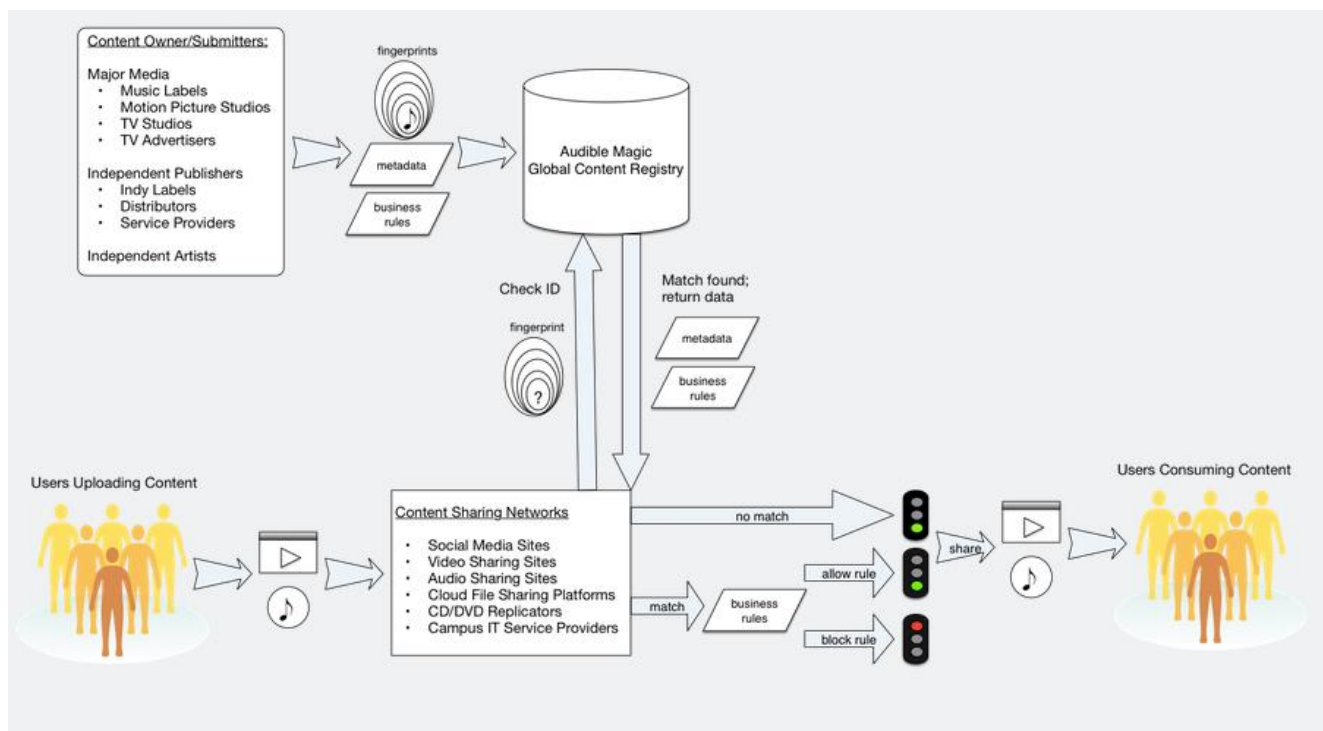 Content Owner/Submitters:
Major Media
• Music Labels
• Motion Picture Studios
• TV Studios
• TV Advertisers
Independent Publishers
• Indy Labels
• Distributors
• Service Providers
Independent Artists
fingerprints
metadata
business
rules
Audible Magic
Global Content Registry
Check ID
fingerprint
?
Match found;
return data
metadata
business
rules
Users Uploading Content
Content Sharing Networks
• Social Media Sites
• Video Sharing Sites
• Audio Sharing Sites
• Cloud File Sharing Platforms
• CD/DVD Replicators
• Campus IT Service Providers
no match
match
business
rules
allow rule
block rule
share
Users Consuming Content